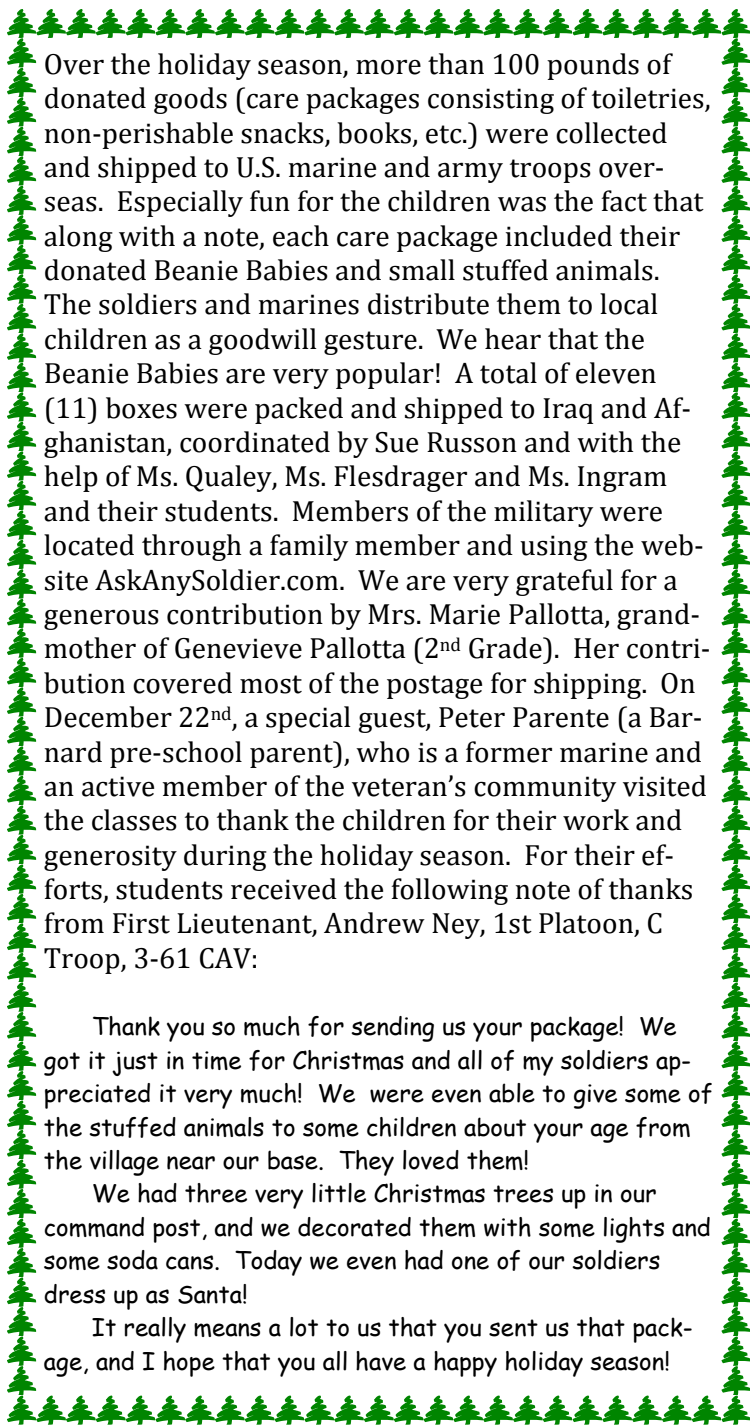 Over the holiday season, more than 100 pounds of
donated goods (care packages consisting of toiletries,
non-perishable snacks, books, etc.) were collected
and shipped to U.S. marine and army troops over-
seas.  Especially fun for the children was the fact that
along with a note, each care package included their
donated Beanie Babies and small stuffed animals.
The soldiers and marines distribute them to local
children as a goodwill gesture.  We hear that the
Beanie Babies are very popular!  A total of eleven
(11) boxes were packed and shipped to Iraq and Af-
ghanistan, coordinated by Sue Russon and with the
help of Ms. Qualey, Ms. Flesdrager and Ms. Ingram
and their students.  Members of the military were
located through a family member and using the web-
site AskAnySoldier.com.  We are very grateful for a
generous contribution by Mrs. Marie Pallotta, grand-
mother of Genevieve Pallotta (2nd Grade).  Her contri-
bution covered most of the postage for shipping.  On
December 22nd, a special guest, Peter Parente (a Bar-
nard pre-school parent), who is a former marine and
an active member of the veteran’s community visited
the classes to thank the children for their work and
generosity during the holiday season.  For their ef-
forts, students received the following note of thanks
from First Lieutenant, Andrew Ney, 1st Platoon, C
Troop, 3-61 CAV:
Thank you so much for sending us your package!  We
got it just in time for Christmas and all of my soldiers ap-
preciated it very much!  We  were even able to give some of
the stuffed animals to some children about your age from
the village near our base.  They loved them!
We had three very little Christmas trees up in our
command post, and we decorated them with some lights and
some soda cans.  Today we even had one of our soldiers
dress up as Santa!
It really means a lot to us that you sent us that pack-
age, and I hope that you all have a happy holiday season!